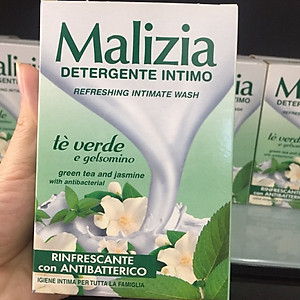 Malizia
DETERGENTE INTIMO
REFRESHING INTIMATE WASH
tè verde
e gelsomino
green tea and jasmine
with antibacterial
RINFRESCANTE
con ANTIBATTERICO
IGIENE INTIMA PER TUTTA LA FAMIGLIA